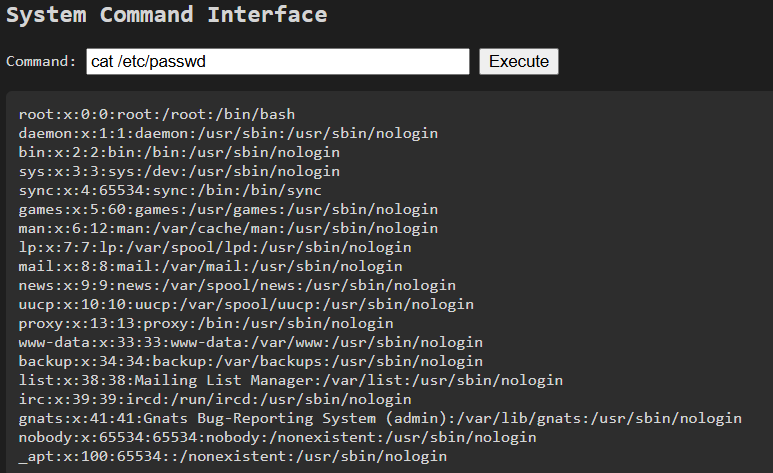 System Command Interface
Command: cat /etc/passwd Execute
root:x:0:0:root:/root:/bin/bash
daemon:x:1:1:daemon:/usr/sbin:/usr/sbin/nologin
bin:x:2:2:bin:/bin:/usr/sbin/nologin
sys:x:3:3:sys:/dev:/usr/sbin/nologin
sync:x:4:65534:sync:/bin:/bin/sync
games:x:5:60:games:/usr/games:/usr/sbin/nologin
man:x:6:12:man:/var/cache/man:/usr/sbin/nologin
lp:x:7:7:lp:/var/spool/lpd:/usr/sbin/nologin
mail:x:8:8:mail:/var/mail:/usr/sbin/nologin
news:x:9:9:news:/var/spool/news:/usr/sbin/nologin
uucp:x:10:10:uucp:/var/spool/uucp:/usr/sbin/nologin
proxy:x:13:13:proxy:/bin:/usr/sbin/nologin
www-data:x:33:33:www-data:/var/www:/usr/sbin/nologin
backup:x:34:34:backup:/var/backups:/usr/sbin/nologin
list:x:38:38:Mailing List Manager:/var/list:/usr/sbin/nologin
irc:x:39:39:ircd:/run/ircd:/usr/sbin/nologin
gnats:x:41:41:Gnats Bug-Reporting System (admin):/var/lib/gnats:/usr/sbin/nologin
nobody:x:65534:65534:nobody:/nonexistent:/usr/sbin/nologin
_apt:x:100:65534::/nonexistent:/usr/sbin/nologin